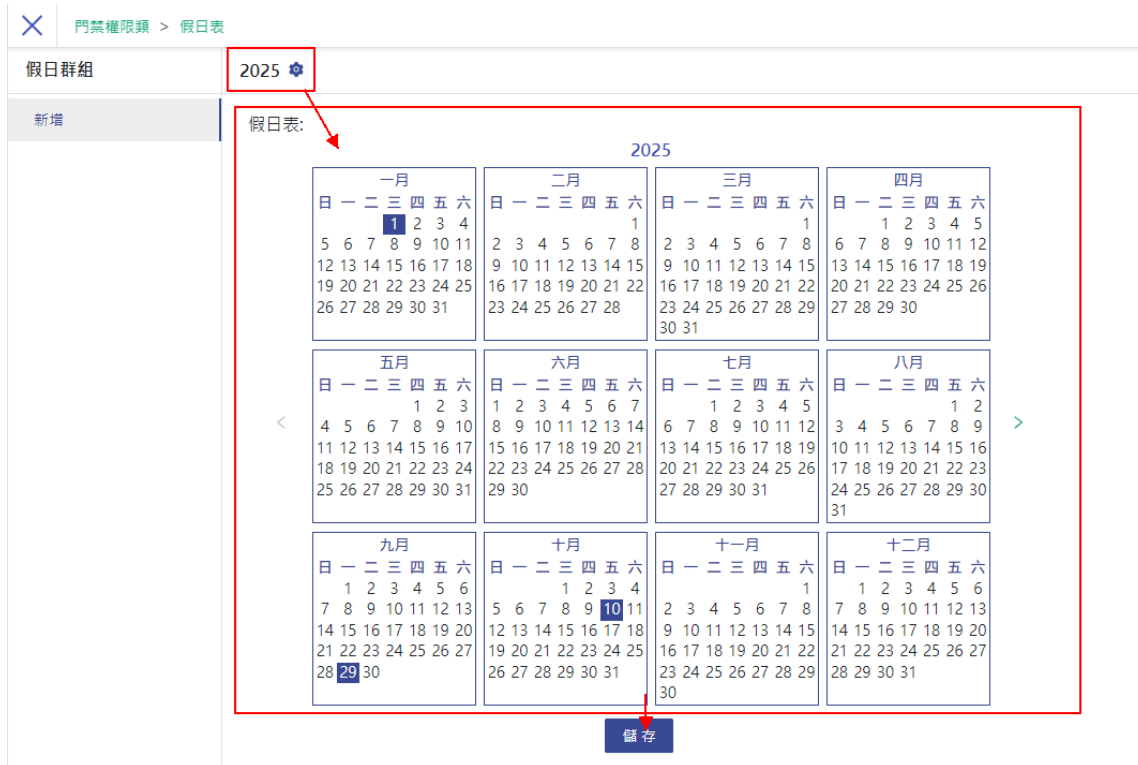 門禁權限類 > 假日表
假日群組
2025
新增
假日表:
2025
一月 二月 三月 四月
日 一 二 三 四 五 六 日 一 二 三 四 五 六 日 一 二 三 四 五 六 日 一 二 三 四 五 六
1 2 3 4 1 1 1 2 3 4 5
5 6 7 8 9 10 11 2 3 4 5 6 7 8 2 3 4 5 6 7 8 6 7 8 9 10 11 12
12 13 14 15 16 17 18 9 10 11 12 13 14 15 9 10 11 12 13 14 15 13 14 15 16 17 18 19
19 20 21 22 23 24 25 16 17 18 19 20 21 22 16 17 18 19 20 21 22 20 21 22 23 24 25 26
26 27 28 29 30 31 23 24 25 26 27 28 23 24 25 26 27 28 29 27 28 29 30
30 31
五月 六月 七月 八月
日 一 二 三 四 五 六 日 一 二 三 四 五 六 日 一 二 三 四 五 六 日 一 二 三 四 五 六
1 2 3 1 2 3 4 5 6 7 1 2 3 4 5 1 2
< 4 5 6 7 8 9 10 8 9 10 11 12 13 14 6 7 8 9 10 11 12 3 4 5 6 7 8 9 >
11 12 13 14 15 16 17 15 16 17 18 19 20 21 13 14 15 16 17 18 19 10 11 12 13 14 15 16
18 19 20 21 22 23 24 22 23 24 25 26 27 28 20 21 22 23 24 25 26 17 18 19 20 21 22 23
25 26 27 28 29 30 31 29 30 27 28 29 30 31 24 25 26 27 28 29 30
31
九月 十月 十一月 十二月
日 一 二 三 四 五 六 日 一 二 三 四 五 六 日 一 二 三 四 五 六 日 一 二 三 四 五 六
1 2 3 4 5 6 1 2 3 4 1 1 2 3 4 5 6
7 8 9 10 11 12 13 5 6 7 8 9 10 11 2 3 4 5 6 7 8 7 8 9 10 11 12 13
14 15 16 17 18 19 20 12 13 14 15 16 17 18 9 10 11 12 13 14 15 14 15 16 17 18 19 20
21 22 23 24 25 26 27 19 20 21 22 23 24 25 16 17 18 19 20 21 22 21 22 23 24 25 26 27
28 29 30 26 27 28 29 30 31 23 24 25 26 27 28 29 28 29 30 31
30
儲存